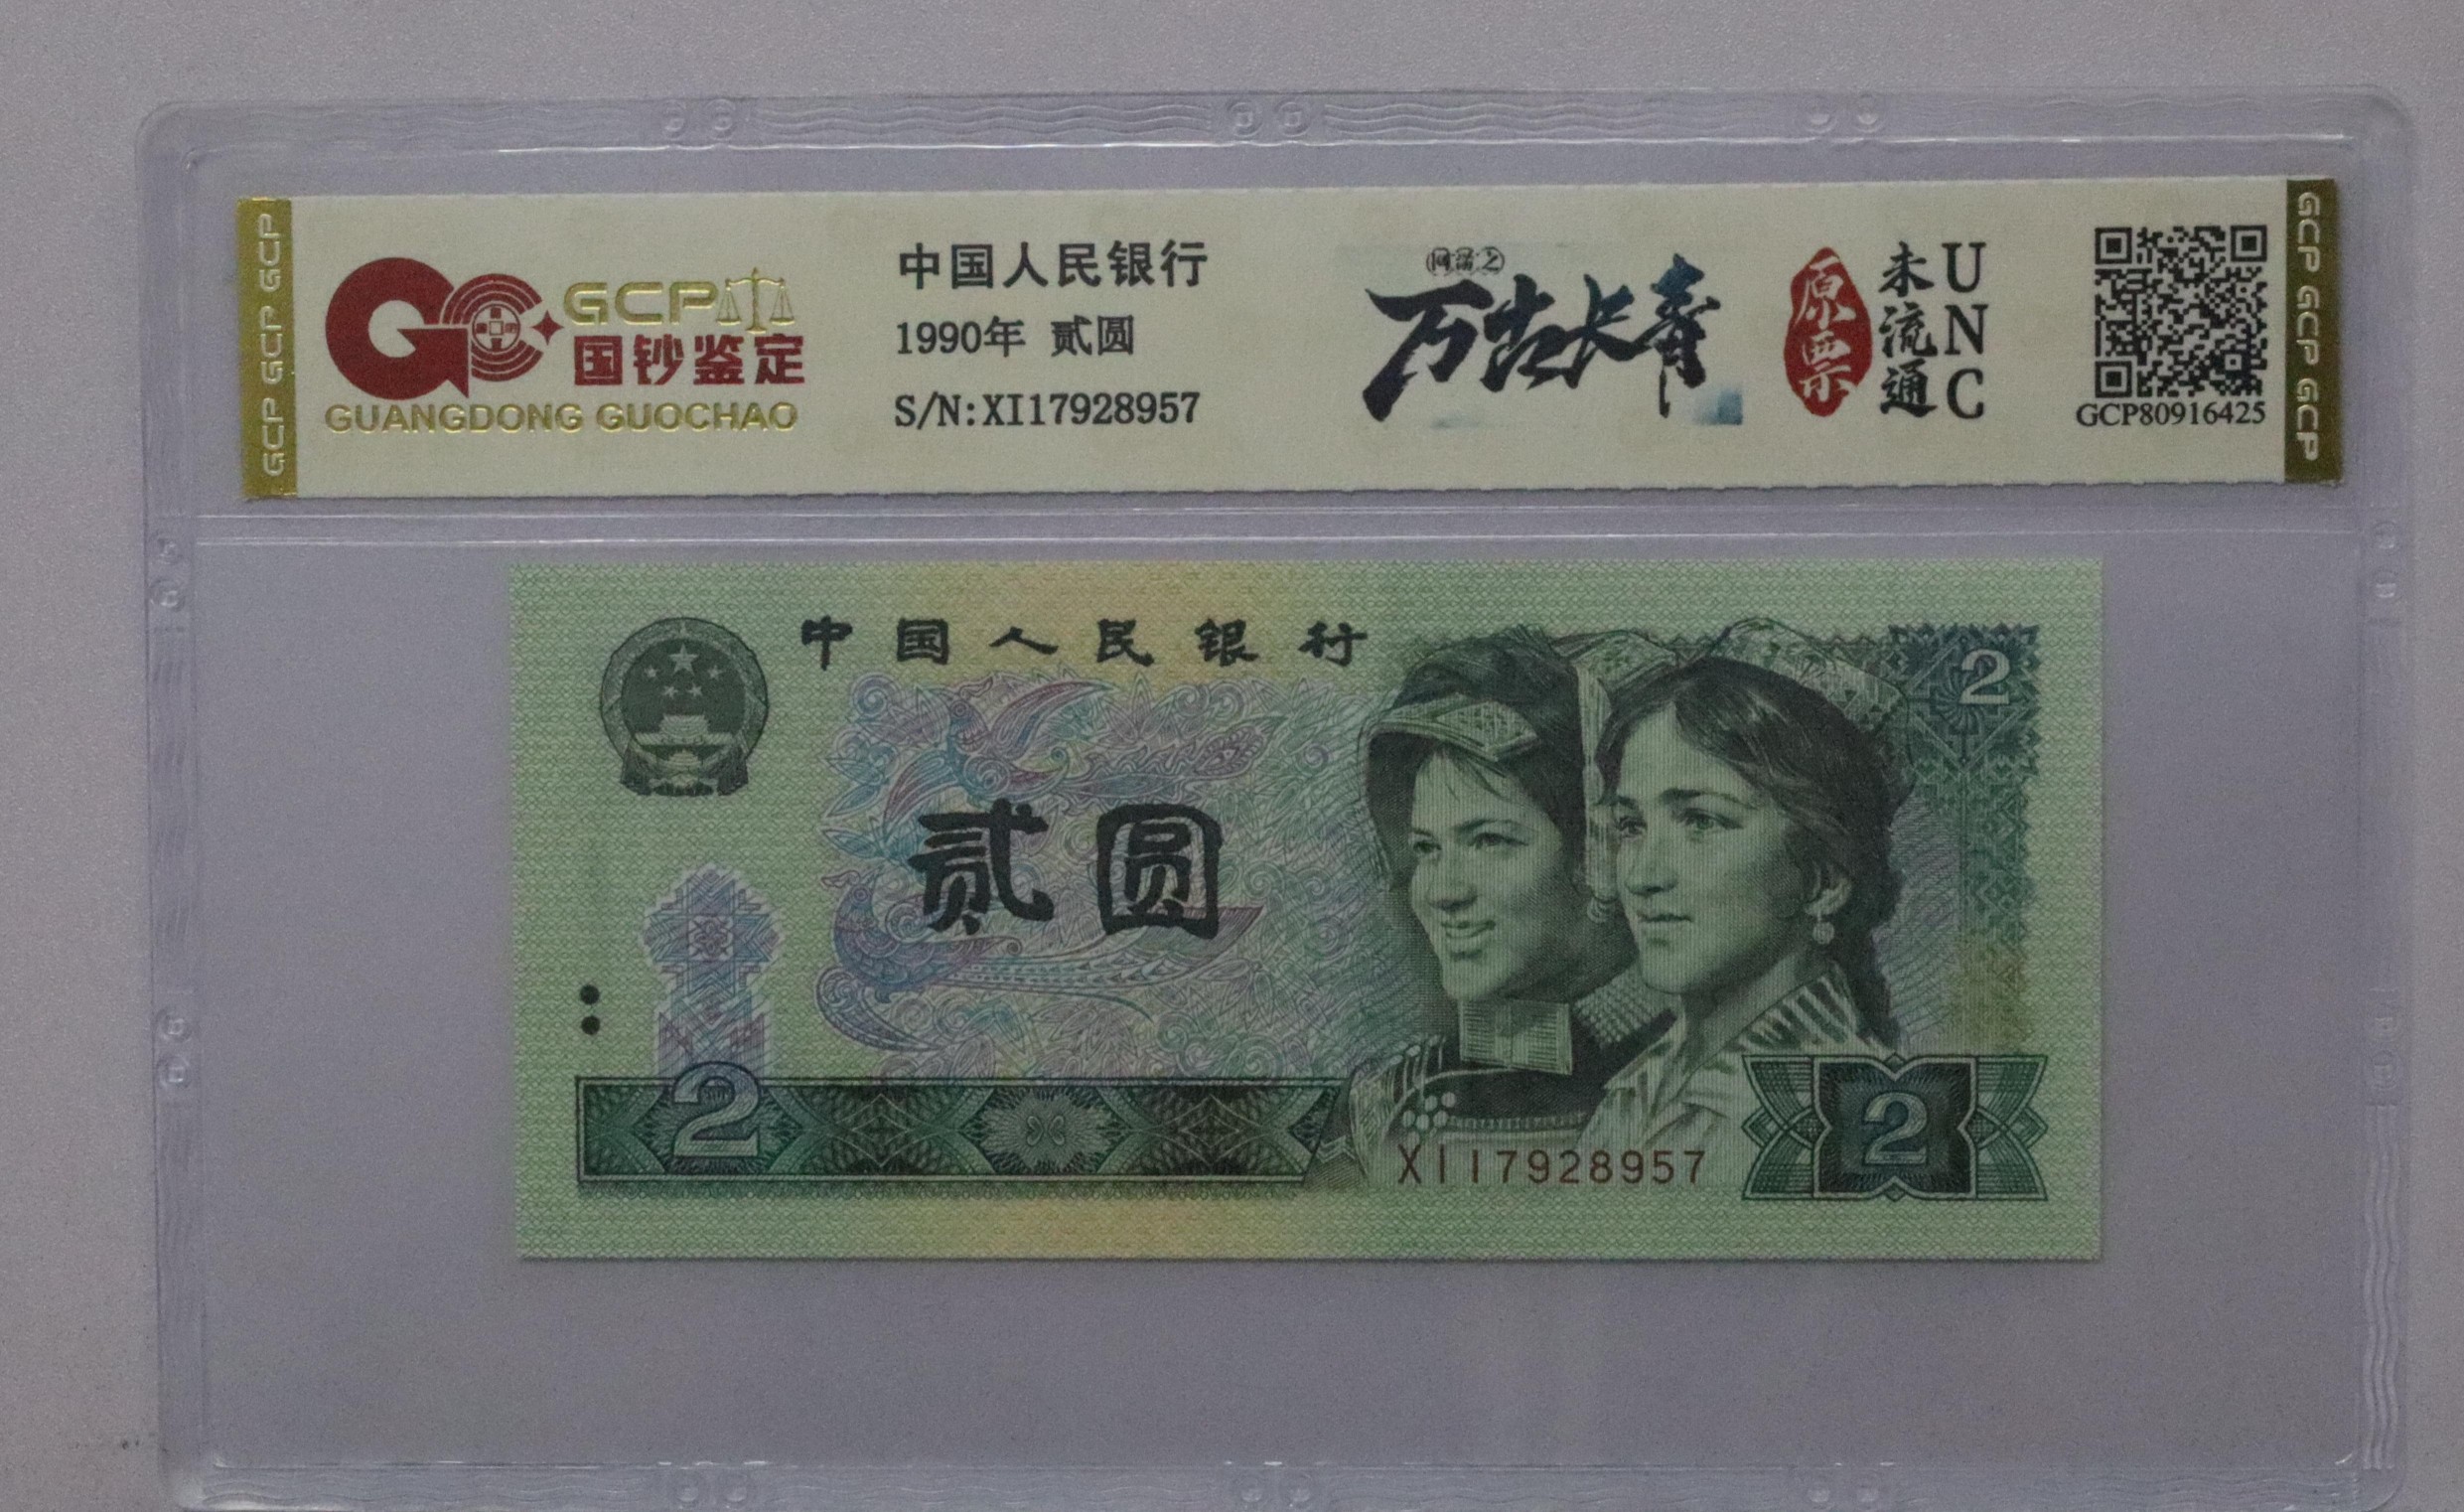 GCP GCP GCP
GCP
国钞鉴定
GUANGDONG GUOCHAO
中国人民银行
1990年 贰圆
S/N:XI17928957
万古长青
原票
未流通
UNC
GCP80916425
GCP GCP GCP
中国人民银行
2
贰圆
2
XI17928957
2